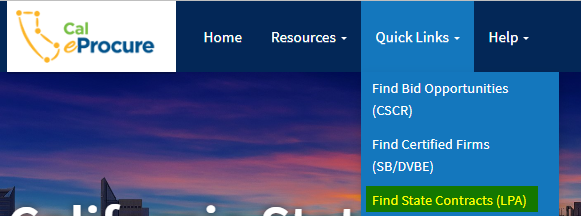 Cal
eProcure
Home
Resources
Quick Links
Help
Find Bid Opportunities
(CSCR)
Find Certified Firms
(SB/DVBE)
Find State Contracts (LPA)